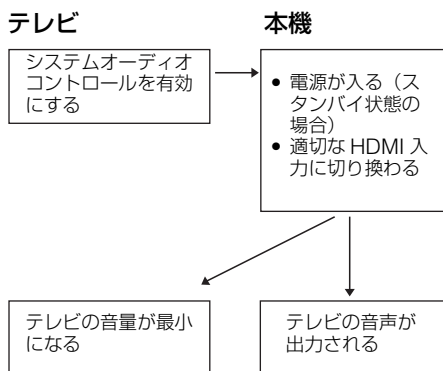 テレビ
本機
システムオーディオ
コントロールを有効
にする
● 電源が入る（ス
タンバイ状態の
場合）
● 適切な HDMI 入
力に切り換わる
テレビの音量が最小
になる
テレビの音声が
出力される